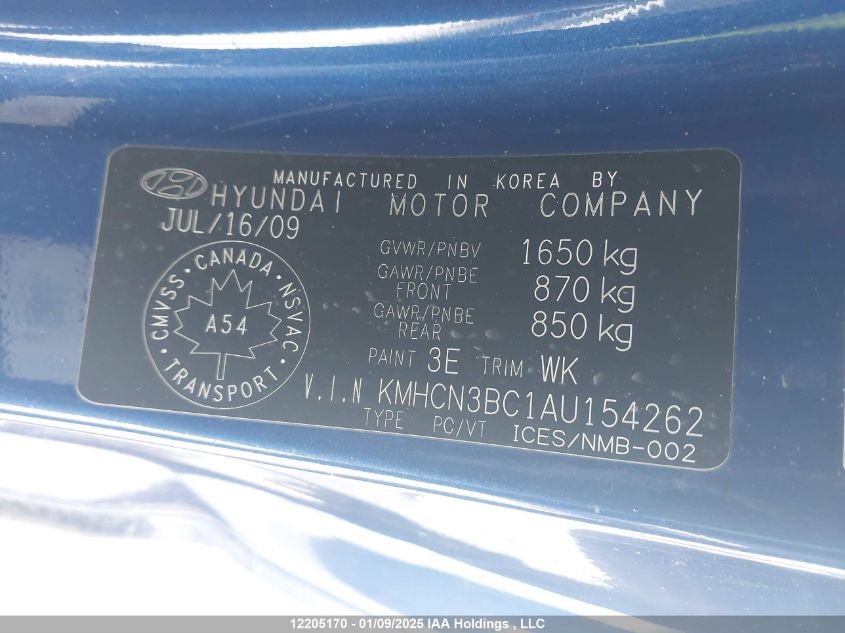 MANUFACTURED IN KOREA BY
HYUNDAI MOTOR COMPANY
JUL/16/09
GVWR/PNBV 1650 kg
GAWR/PNBE FRONT 870 kg
GAWR/PNBE REAR 850 kg
CMVSS · CANADA · NSVAC · TRANSPORT ·
A54
PAINT 3E TRIM WK
V.I.N KMHCN3BC1AU154262
TYPE PC/VT ICES/NMB-002
12205170 - 01/09/2025 IAA Holdings , LLC